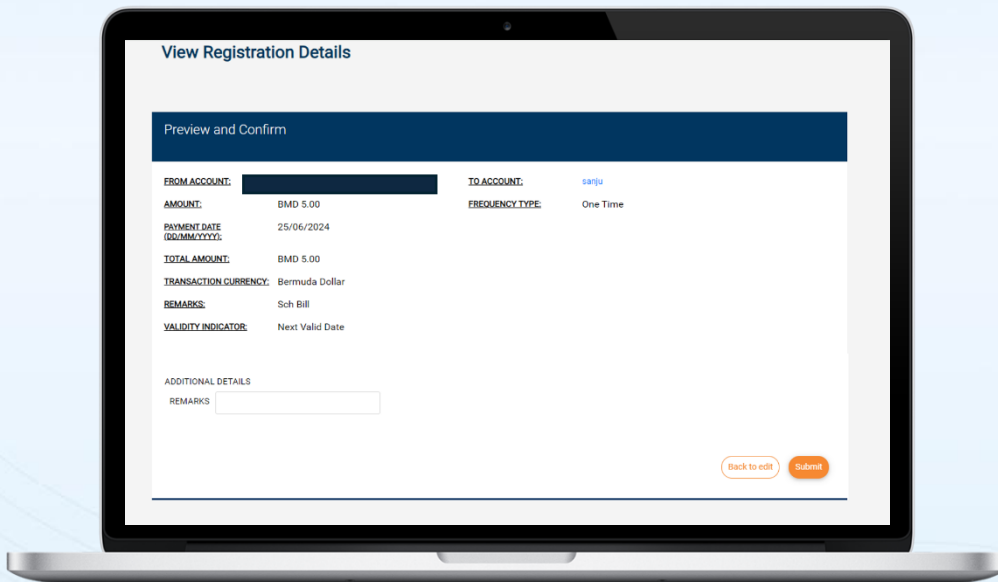 View Registration Details
Preview and Confirm
FROM ACCOUNT:
TO ACCOUNT: sanju
AMOUNT: BMD 5.00
FREQUENCY TYPE: One Time
PAYMENT DATE
(DD/MM/YYYY): 25/06/2024
TOTAL AMOUNT: BMD 5.00
TRANSACTION CURRENCY: Bermuda Dollar
REMARKS: Sch Bill
VALIDITY INDICATOR: Next Valid Date
ADDITIONAL DETAILS
REMARKS
Back to edit Submit